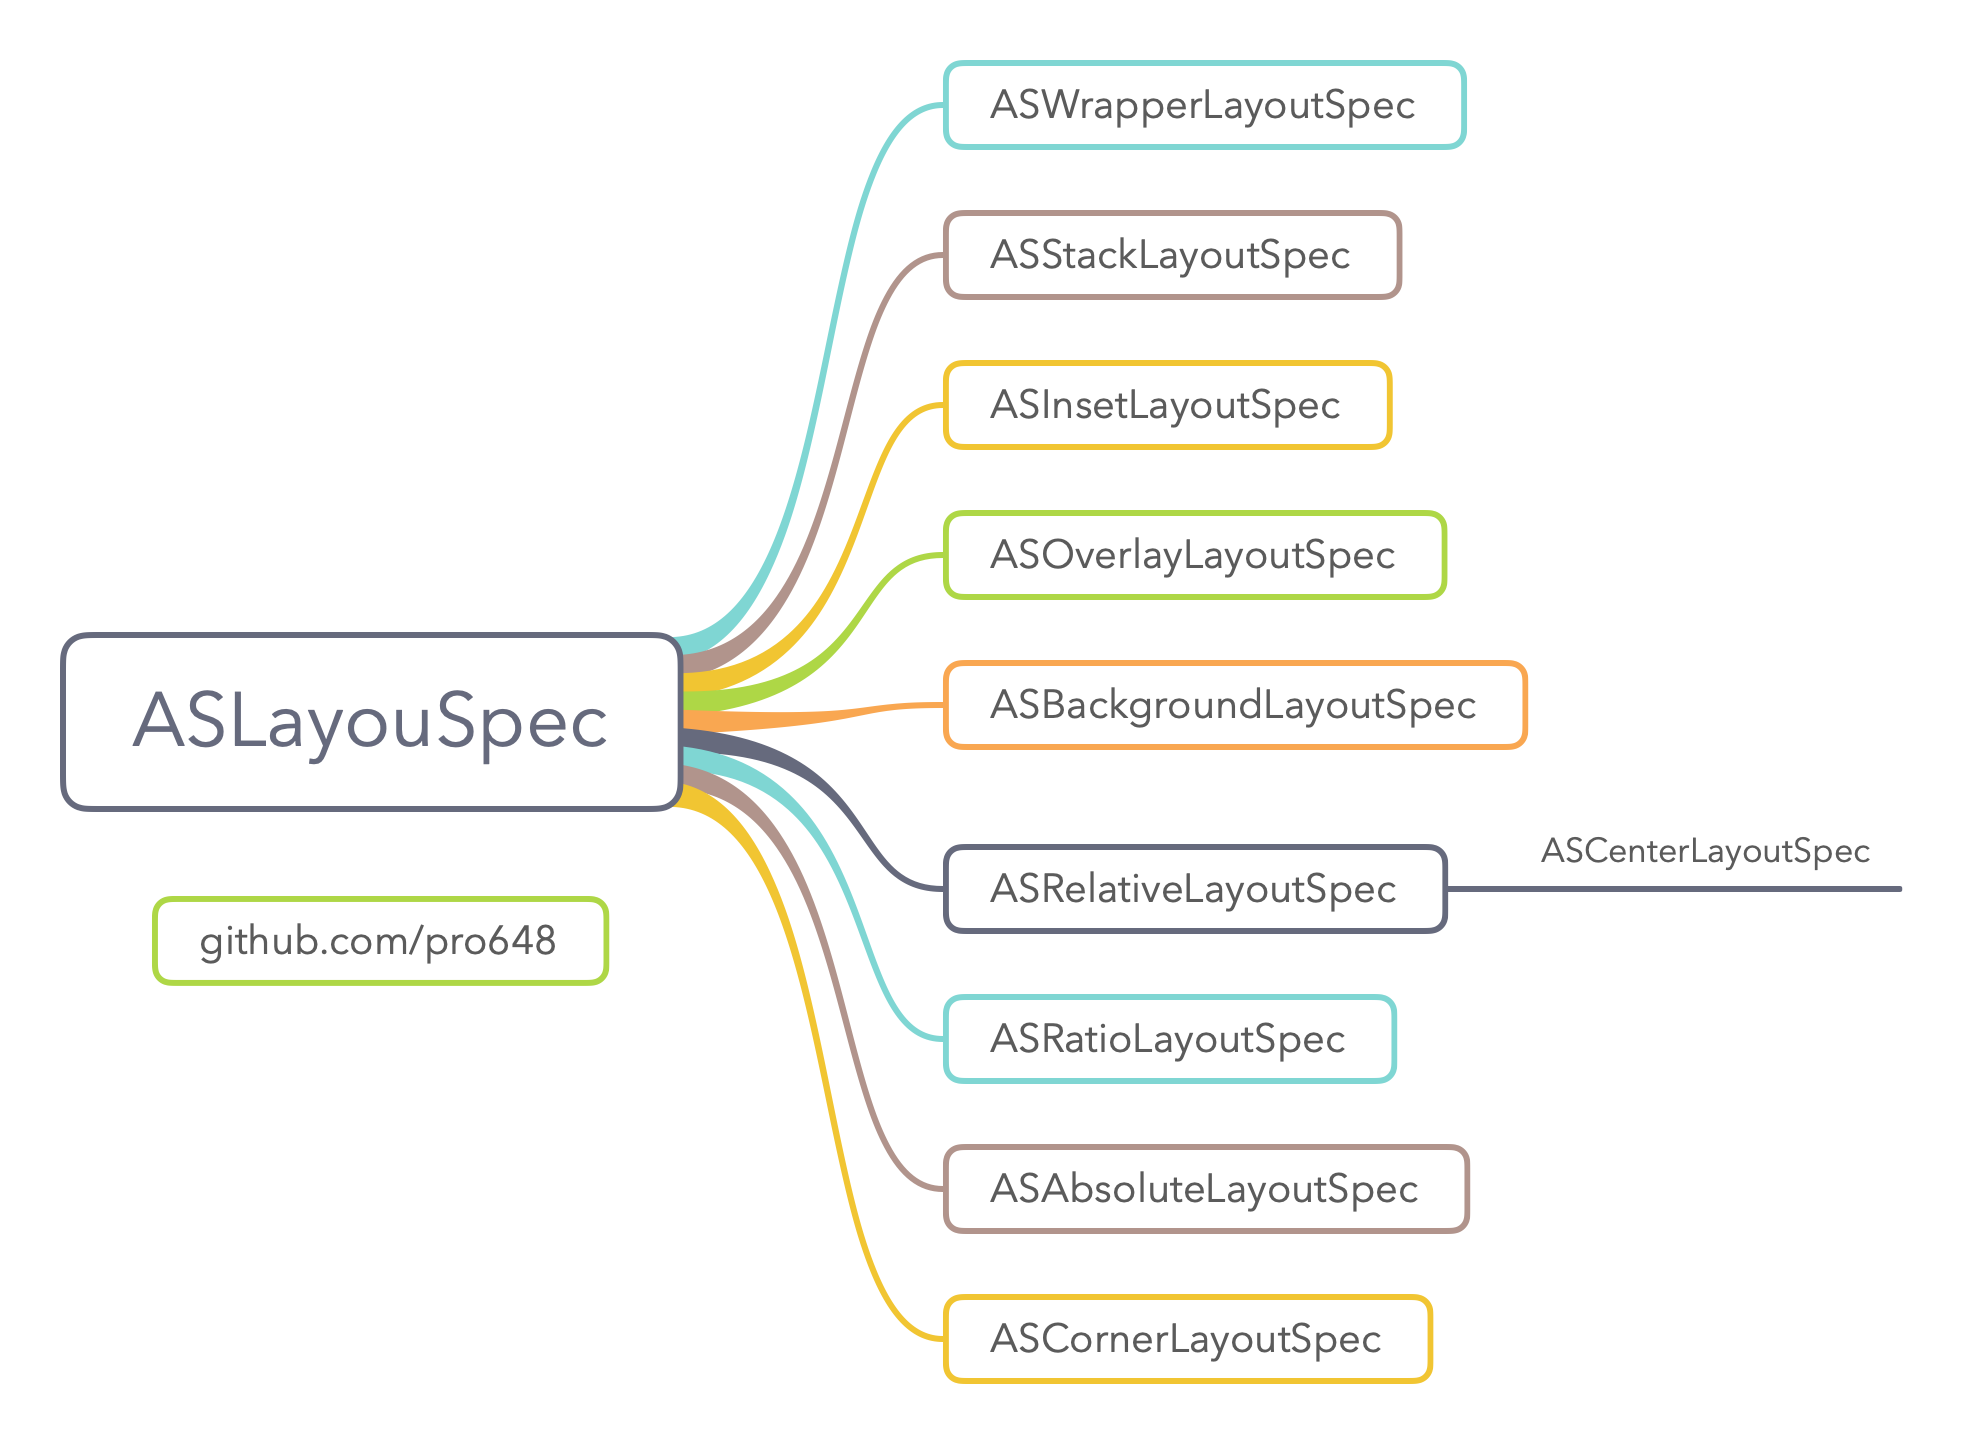 ASWrapperLayoutSpec
ASStackLayoutSpec
ASInsetLayoutSpec
ASOverlayLayoutSpec
ASLayouSpec
ASBackgroundLayoutSpec
ASRelativeLayoutSpec
ASCenterLayoutSpec
github.com/pro648
ASRatioLayoutSpec
ASAbsoluteLayoutSpec
ASCornerLayoutSpec